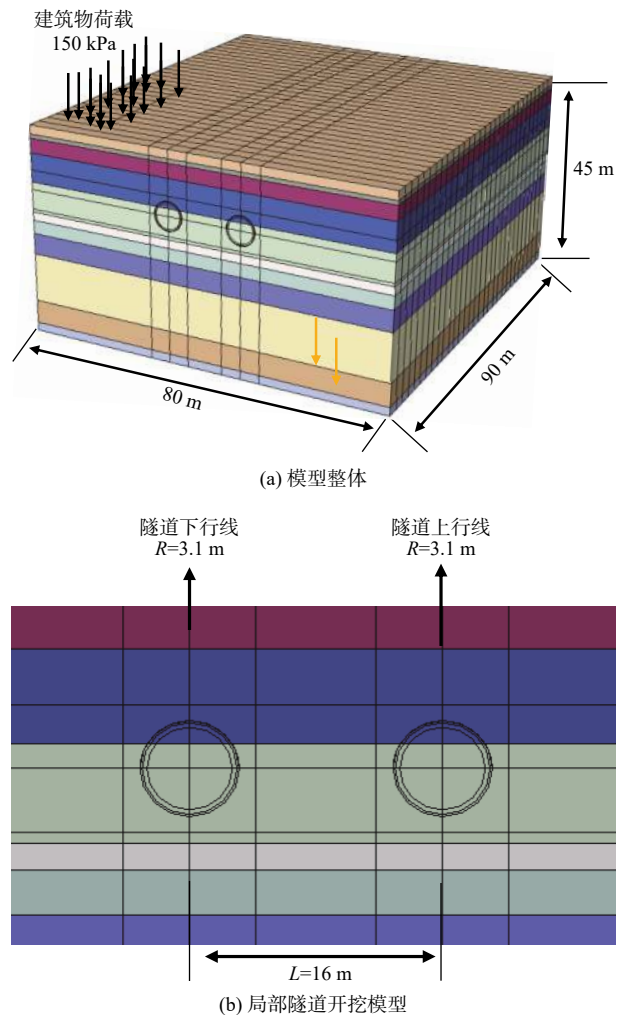 建筑物荷载
150 kPa
45 m
90 m
80 m
(a) 模型整体
隧道下行线
R=3.1 m
隧道上行线
R=3.1 m
L=16 m
(b) 局部隧道开挖模型